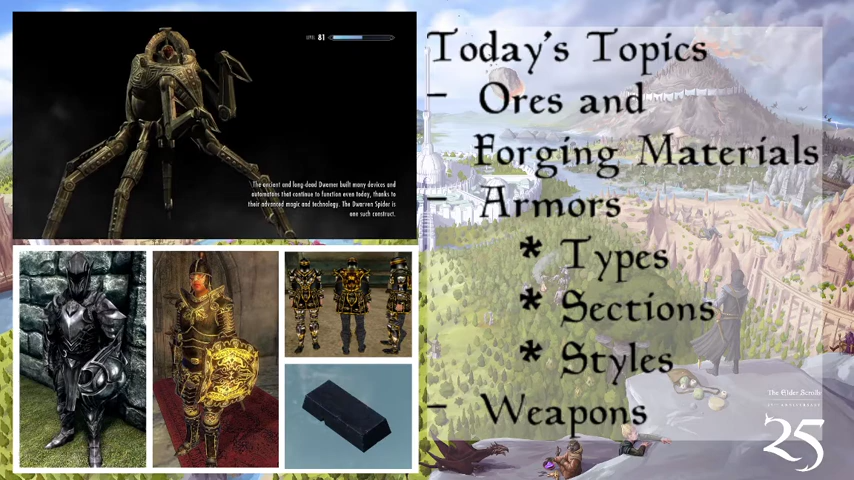 LEVEL 81
The ancient and long-dead Dwemer built many devices and
automatons that continue to function even today, thanks to
their advanced magic and technology. The Dwarven Spider is
one such construct.
Today's Topics
- Ores and
Forging Materials
- Armors
* Types
* Sections
* Styles
- Weapons
The Elder Scrolls
25TH ANNIVERSARY
25